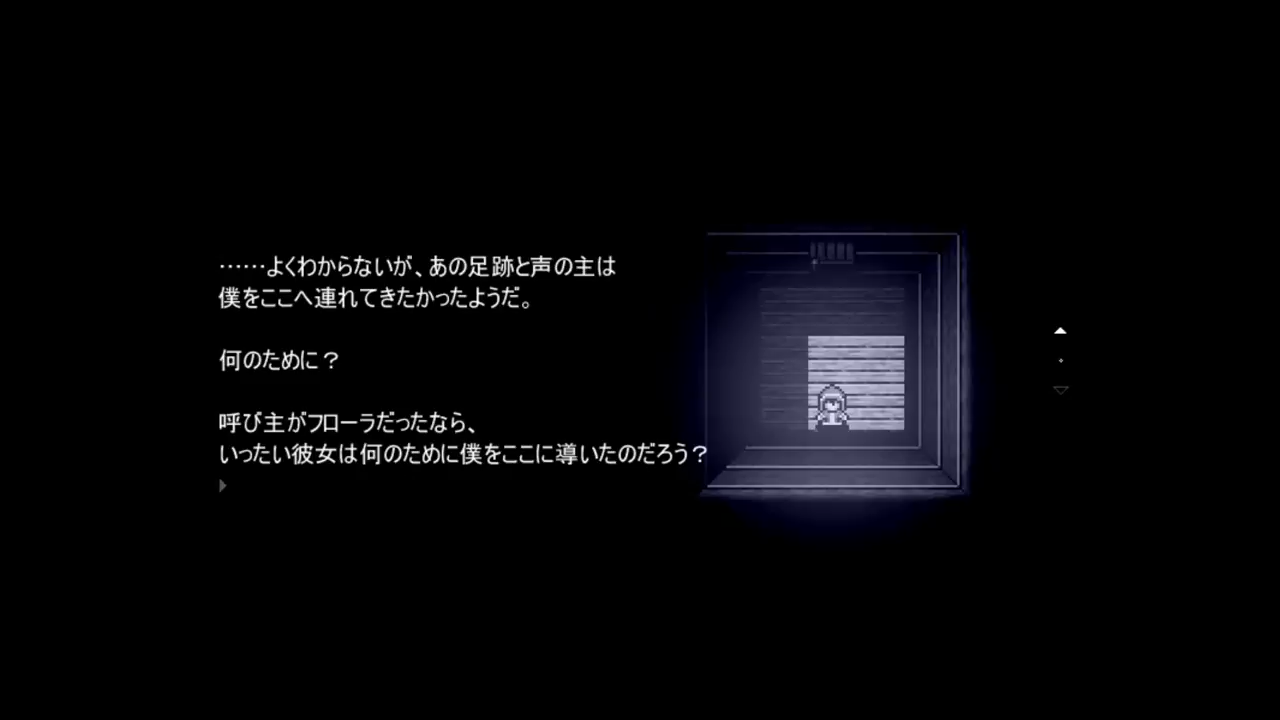 ……よくわからないが、あの足跡と声の主は
僕をここへ連れてきたかったようだ。
何のために？
呼び主がフローラだったなら、
いったい彼女は何のために僕をここに導いたのだろう？